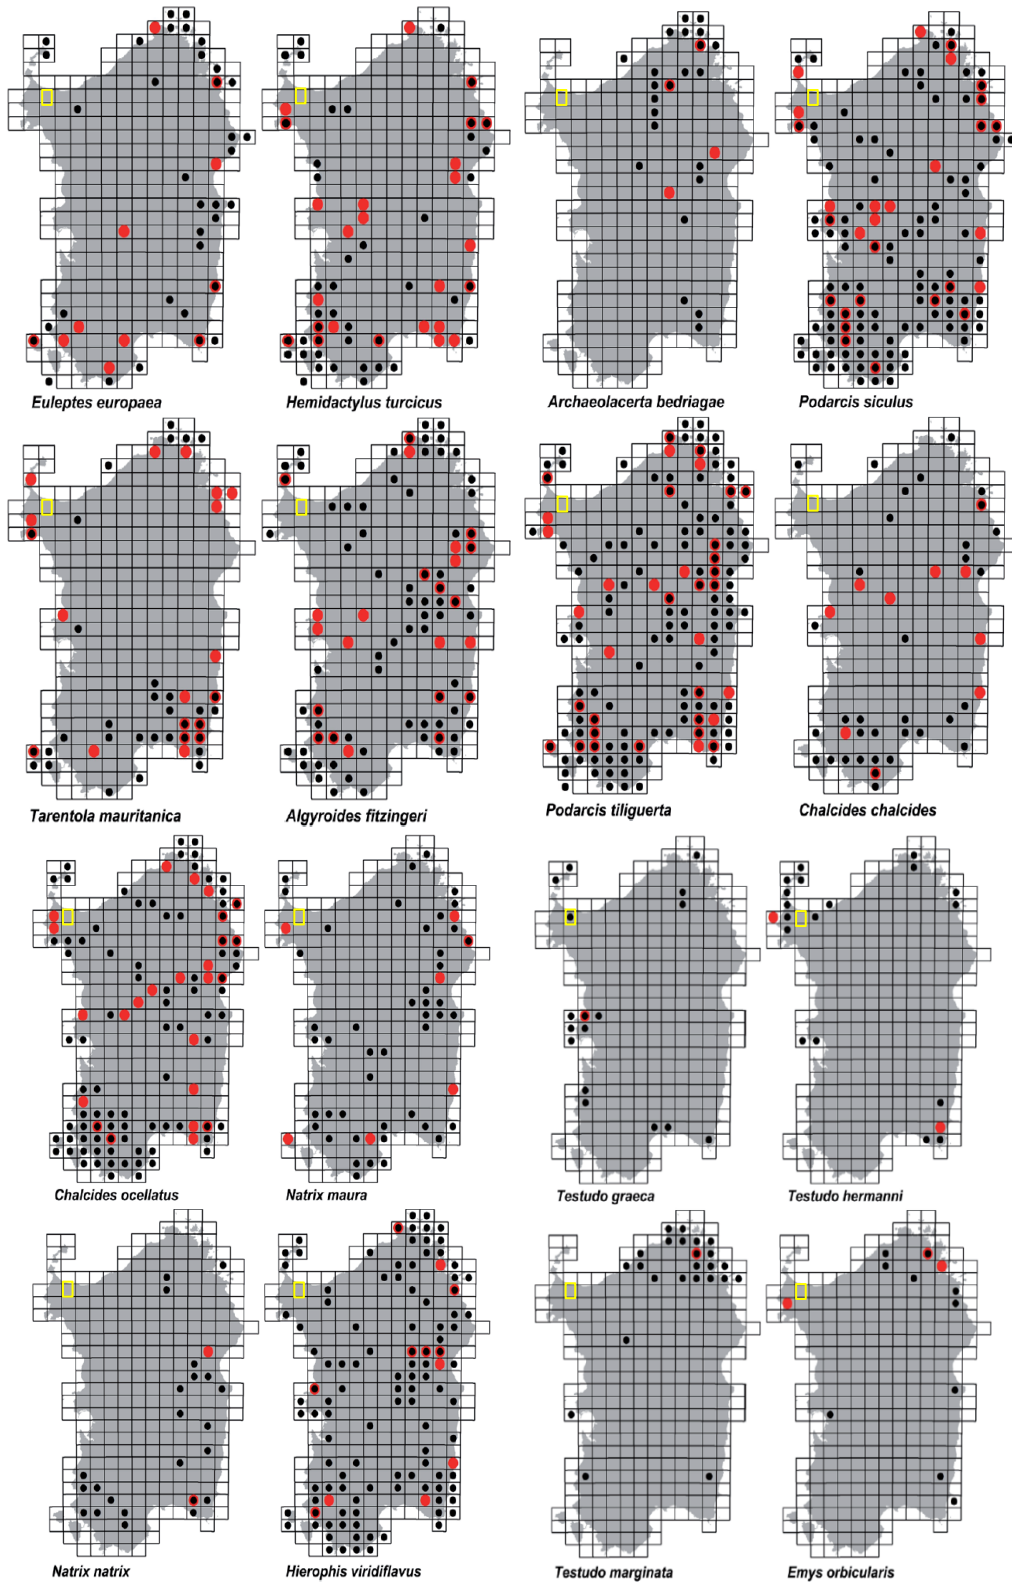 Euleptes europaea
Hemidactylus turcicus
Archaeolacerta bedriagae
Podarcis siculus
Tarentola mauritanica
Algyroides fitzingeri
Podarcis tiliguerta
Chalcides chalcides
Chalcides ocellatus
Natrix maura
Testudo graeca
Testudo hermanni
Natrix natrix
Hierophis viridiflavus
Testudo marginata
Emys orbicularis